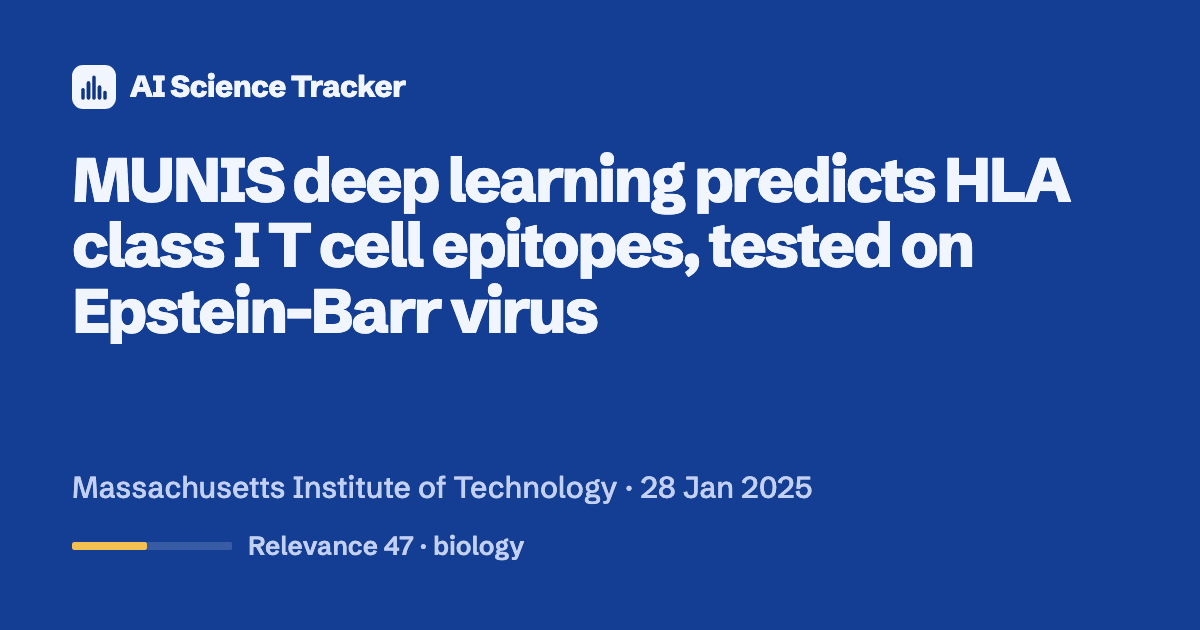 AI Science Tracker
MUNIS deep learning predicts HLA
class I T cell epitopes, tested on
Epstein-Barr virus
Massachusetts Institute of Technology · 28 Jan 2025
Relevance 47 · biology